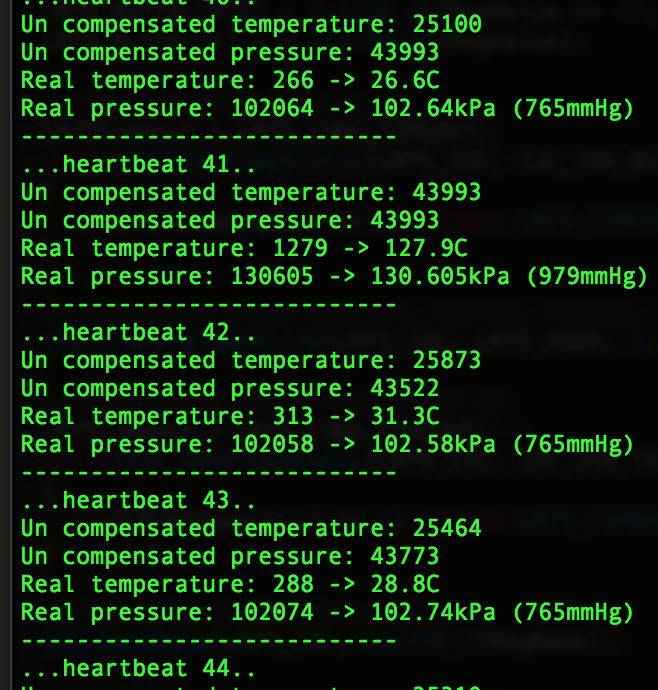 ...heartbeat 40..
Un compensated temperature: 25100
Un compensated pressure: 43993
Real temperature: 266 -> 26.6C
Real pressure: 102064 -> 102.64kPa (765mmHg)
---------------------------
...heartbeat 41..
Un compensated temperature: 43993
Un compensated pressure: 43993
Real temperature: 1279 -> 127.9C
Real pressure: 130605 -> 130.605kPa (979mmHg)
---------------------------
...heartbeat 42..
Un compensated temperature: 25873
Un compensated pressure: 43522
Real temperature: 313 -> 31.3C
Real pressure: 102058 -> 102.58kPa (765mmHg)
---------------------------
...heartbeat 43..
Un compensated temperature: 25464
Un compensated pressure: 43773
Real temperature: 288 -> 28.8C
Real pressure: 102074 -> 102.74kPa (765mmHg)
---------------------------
...heartbeat 44..